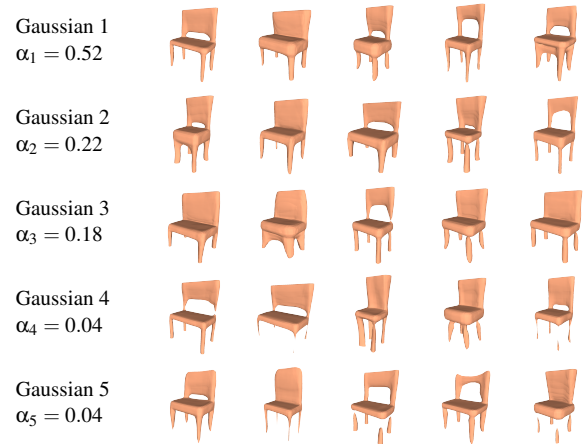 Gaussian 1
α₁ = 0.52
Gaussian 2
α₂ = 0.22
Gaussian 3
α₃ = 0.18
Gaussian 4
α₄ = 0.04
Gaussian 5
α₅ = 0.04